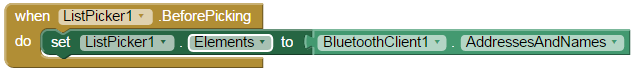 when ListPicker1 .BeforePicking
do set ListPicker1 . Elements to BluetoothClient1 . AddressesAndNames